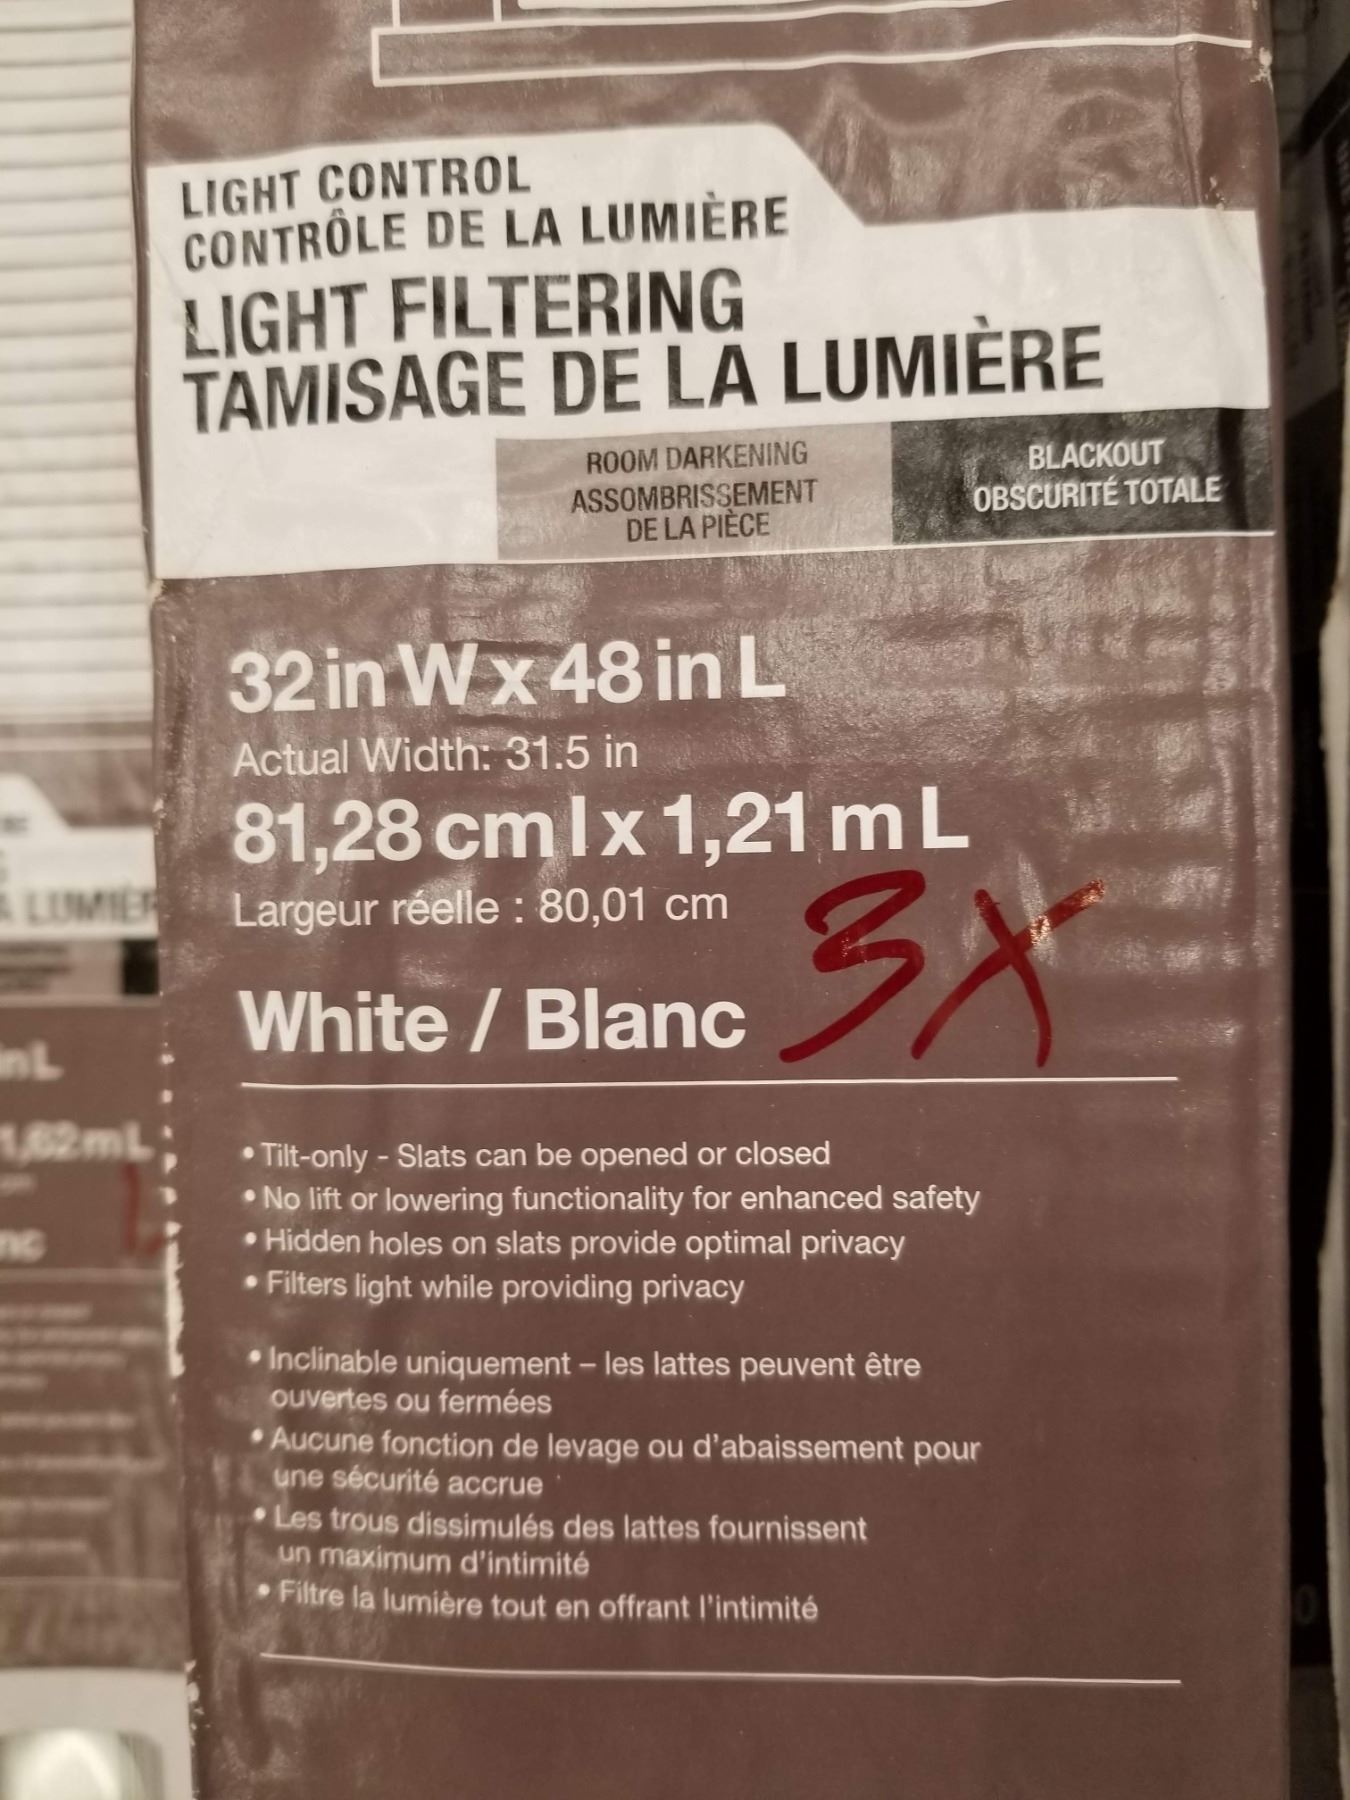 LIGHT CONTROL
CONTRÔLE DE LA LUMIÈRE
LIGHT FILTERING
TAMISAGE DE LA LUMIÈRE
ROOM DARKENING
ASSOMBRISSEMENT
DE LA PIÈCE
BLACKOUT
OBSCURITÉ TOTALE
32 in W x 48 in L
Actual Width: 31.5 in
81,28 cm l x 1,21 m L
Largeur réelle : 80,01 cm
3X
White / Blanc
• Tilt-only - Slats can be opened or closed
• No lift or lowering functionality for enhanced safety
• Hidden holes on slats provide optimal privacy
• Filters light while providing privacy
• Inclinable uniquement – les lattes peuvent être
ouvertes ou fermées
• Aucune fonction de levage ou d'abaissement pour
une sécurité accrue
• Les trous dissimulés des lattes fournissent
un maximum d'intimité
• Filtre la lumière tout en offrant l'intimité
in L
1,62 m L